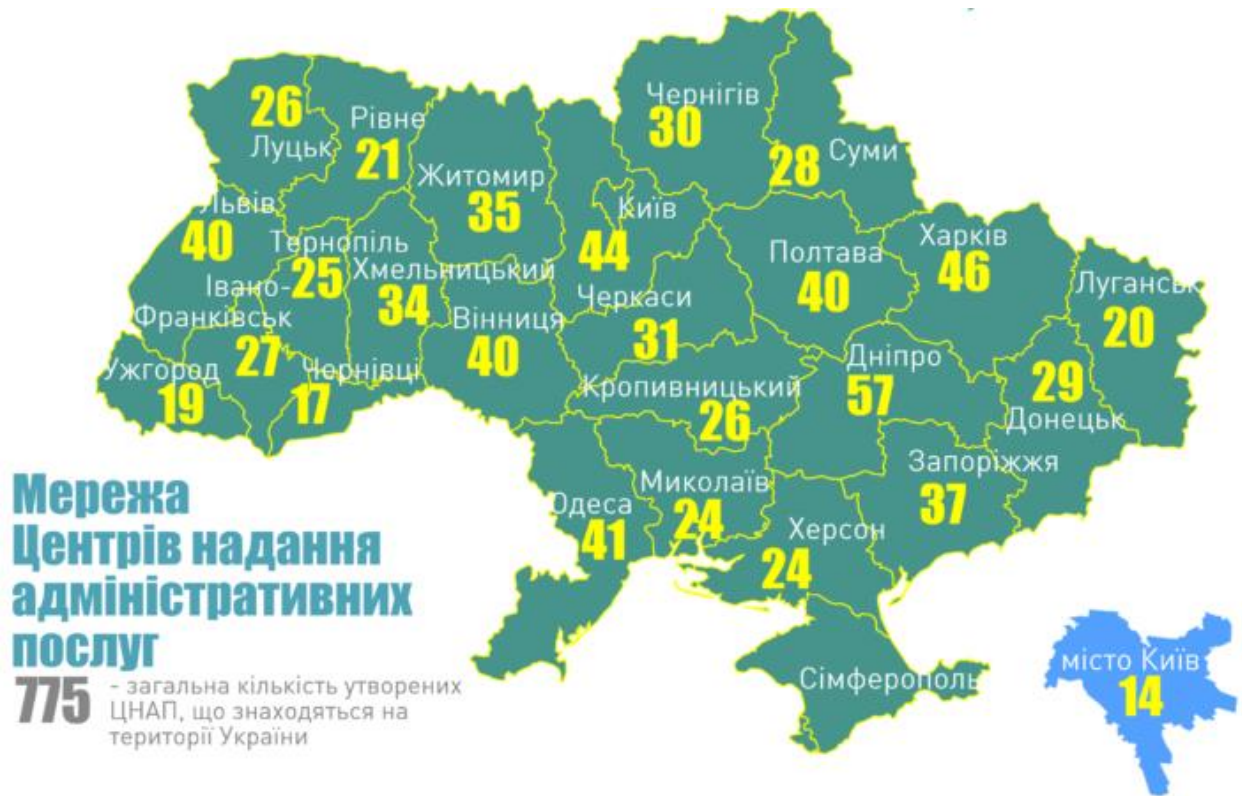 Чернігів
30
26
Луцьк
Рівне
21
Суми
28
Житомир
35
Львів
40
Київ
44
Тернопіль
25
Полтава
40
Харків
46
Хмельницький
34
Луганськ
20
Івано-
Франківськ
27
Черкаси
31
Вінниця
40
Ужгород
19
Чернівці
17
Дніпро
57
29
Донецьк
Кропивницький
26
Запоріжжя
37
Миколаїв
24
Одеса
41
Херсон
24
Сімферополь
місто Київ
14
Мережа
Центрів надання
адміністративних
послуг
775 - загальна кількість утворених
ЦНАП, що знаходяться на
території України